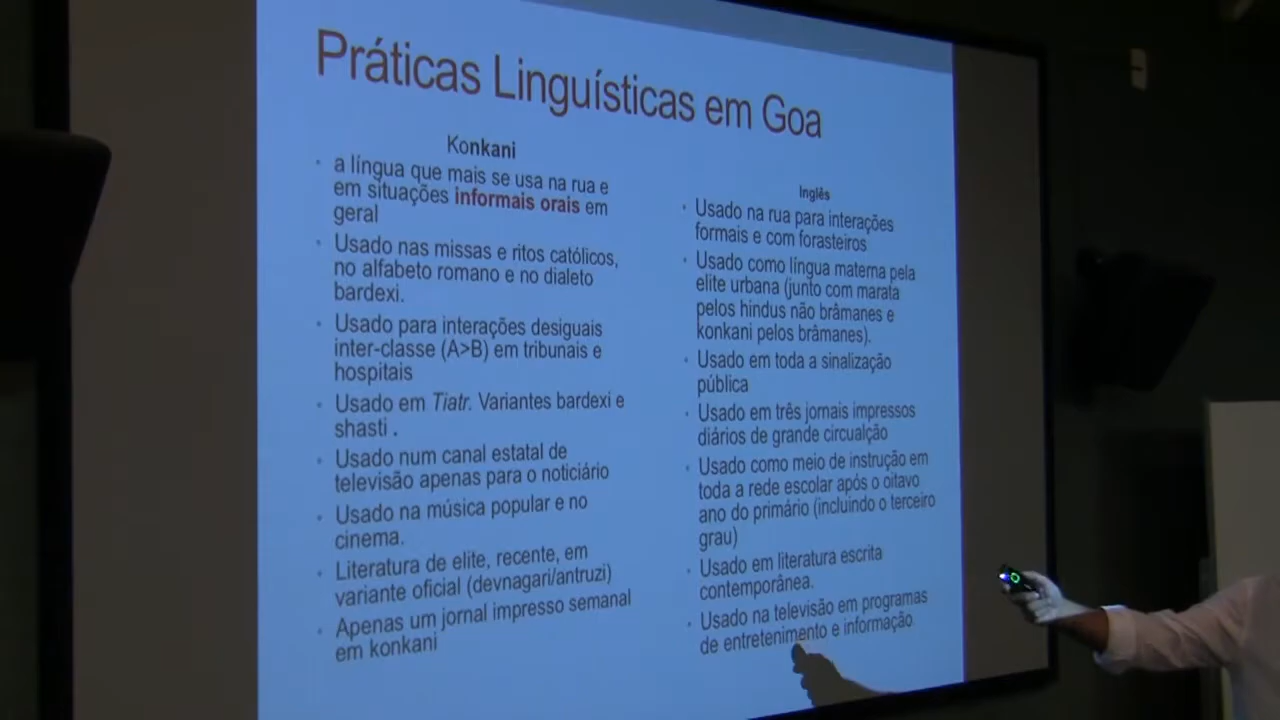 Práticas Linguísticas em Goa
Konkani
• a língua que mais se usa na rua e
em situações informais orais em
geral
• Usado nas missas e ritos católicos,
no alfabeto romano e no dialeto
bardexi.
• Usado para interações desiguais
inter-classe (A>B) em tribunais e
hospitais
• Usado em Tiatr. Variantes bardexi e
shasti .
• Usado num canal estatal de
televisão apenas para o noticiário
• Usado na música popular e no
cinema.
• Literatura de elite, recente, em
variante oficial (devnagari/antruzi)
• Apenas um jornal impresso semanal
em konkani
Inglês
• Usado na rua para interações
formais e com forasteiros
• Usado como língua materna pela
elite urbana (junto com marata
pelos hindus não brâmanes e
konkani pelos brâmanes).
• Usado em toda a sinalização
pública
• Usado em três jornais impressos
diários de grande circualção
• Usado como meio de instrução em
toda a rede escolar após o oitavo
ano do primário (incluindo o terceiro
grau)
• Usado em literatura escrita
contemporânea.
• Usado na televisão em programas
de entretenimento e informação